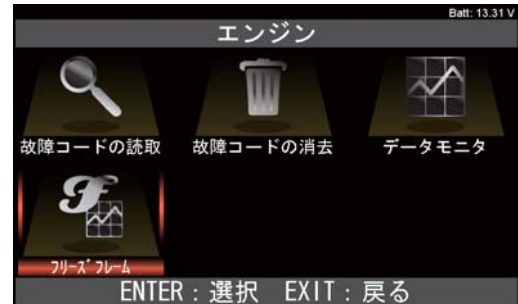 Batt: 13.31 V
エンジン
故障コードの読取 故障コードの消去 データモニタ
ﾌﾘｰｽﾞﾌﾚｰﾑ
ENTER：選択 EXIT：戻る